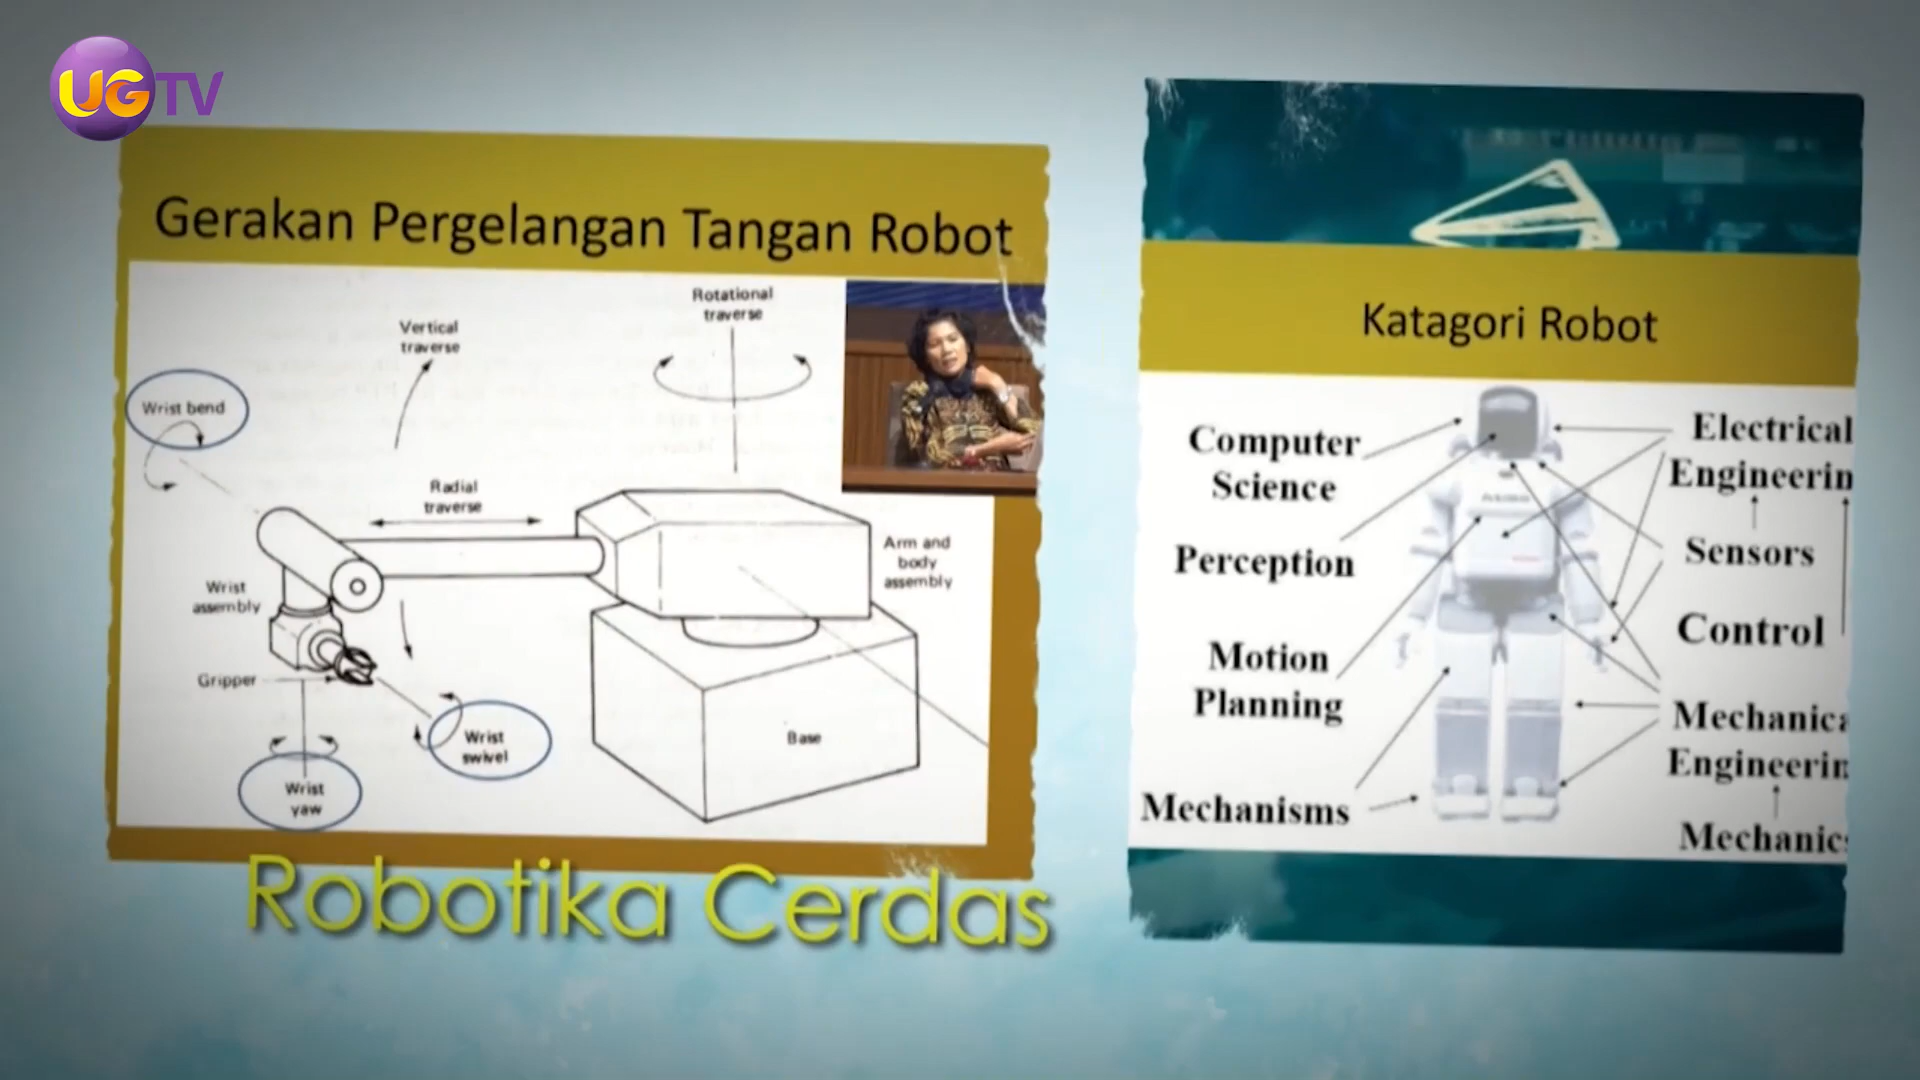 UGTV
Gerakan Pergelangan Tangan Robot
Rotational
traverse
Vertical
traverse
Wrist bend
Radial
traverse
Arm and
body
assembly
Wrist
assembly
Gripper
Wrist
swivel
Base
Wrist
yaw
Robotika Cerdas
Katagori Robot
Computer
Science
Perception
Motion
Planning
Mechanisms
Electrical
Engineerin
Sensors
Control
Mechanica
Engineerin
Mechanics